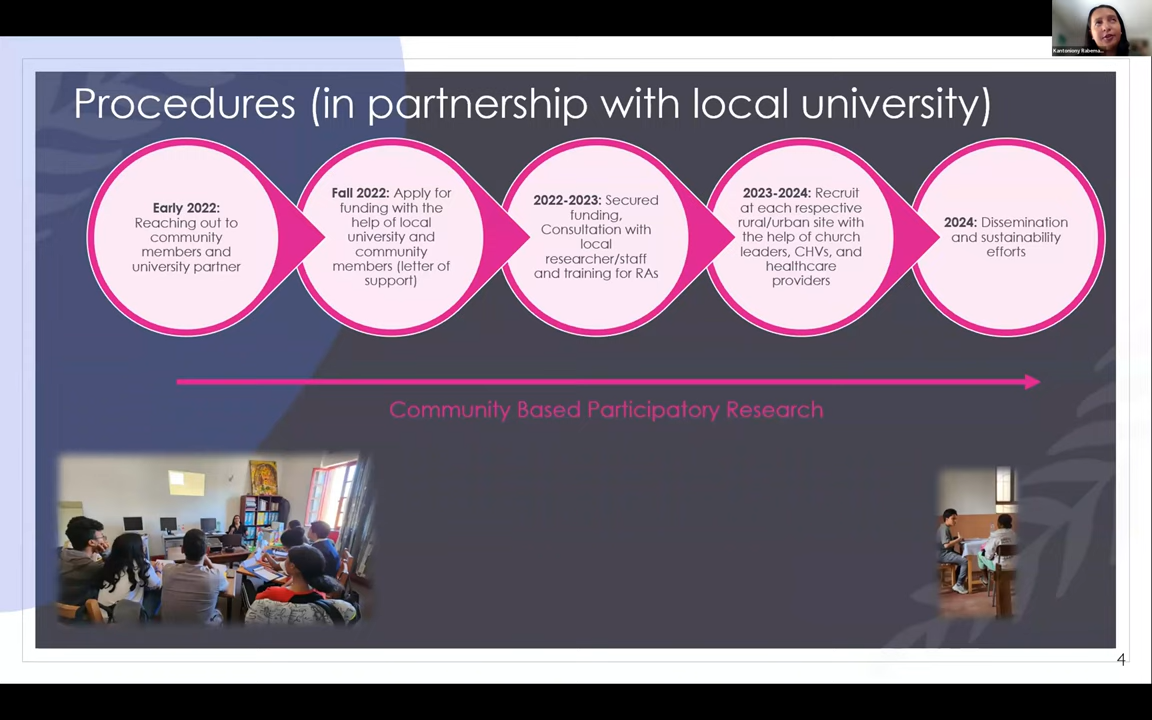 Kantoniony Rabema...
Procedures (in partnership with local university)
Early 2022:
Reaching out to
community
members and
university partner
Fall 2022: Apply for
funding with the
help of local
university and
community
members (letter of
support)
2022-2023: Secured
funding,
Consultation with
local
researcher/staff
and training for RAs
2023-2024: Recruit
at each respective
rural/urban site with
the help of church
leaders, CHVs, and
healthcare
providers
2024: Dissemination
and sustainability
efforts
Community Based Participatory Research
4